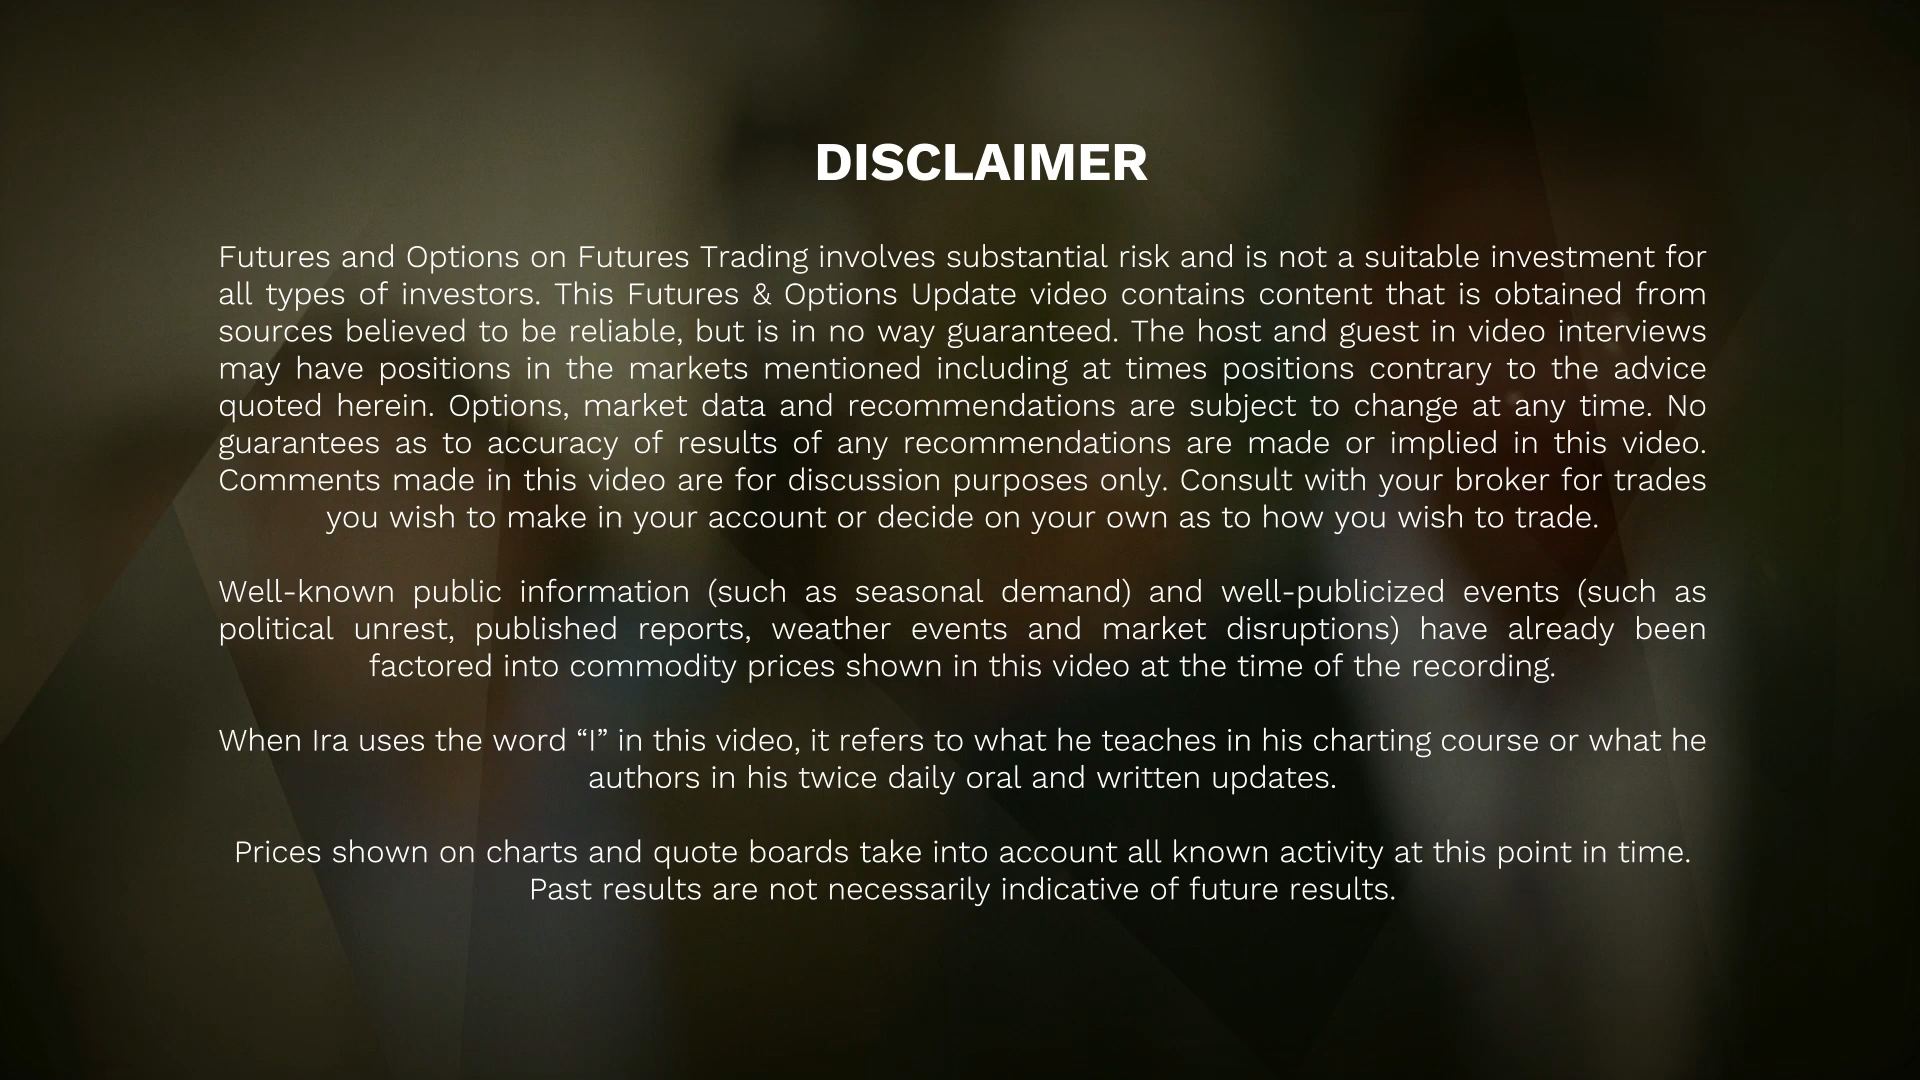 DISCLAIMER
Futures and Options on Futures Trading involves substantial risk and is not a suitable investment for
all types of investors. This Futures & Options Update video contains content that is obtained from
sources believed to be reliable, but is in no way guaranteed. The host and guest in video interviews
may have positions in the markets mentioned including at times positions contrary to the advice
quoted herein. Options, market data and recommendations are subject to change at any time. No
guarantees as to accuracy of results of any recommendations are made or implied in this video.
Comments made in this video are for discussion purposes only. Consult with your broker for trades
you wish to make in your account or decide on your own as to how you wish to trade.
Well-known public information (such as seasonal demand) and well-publicized events (such as
political unrest, published reports, weather events and market disruptions) have already been
factored into commodity prices shown in this video at the time of the recording.
When Ira uses the word “I” in this video, it refers to what he teaches in his charting course or what he
authors in his twice daily oral and written updates.
Prices shown on charts and quote boards take into account all known activity at this point in time.
Past results are not necessarily indicative of future results.